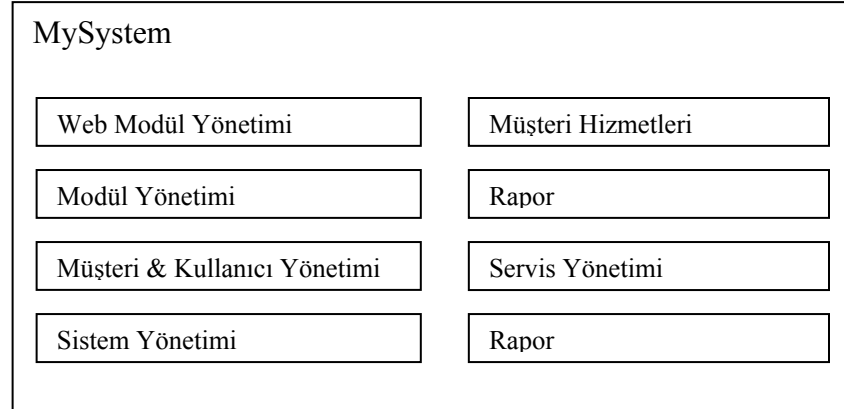 MySystem
Web Modül Yönetimi
Müşteri Hizmetleri
Modül Yönetimi
Rapor
Müşteri & Kullanıcı Yönetimi
Servis Yönetimi
Sistem Yönetimi
Rapor